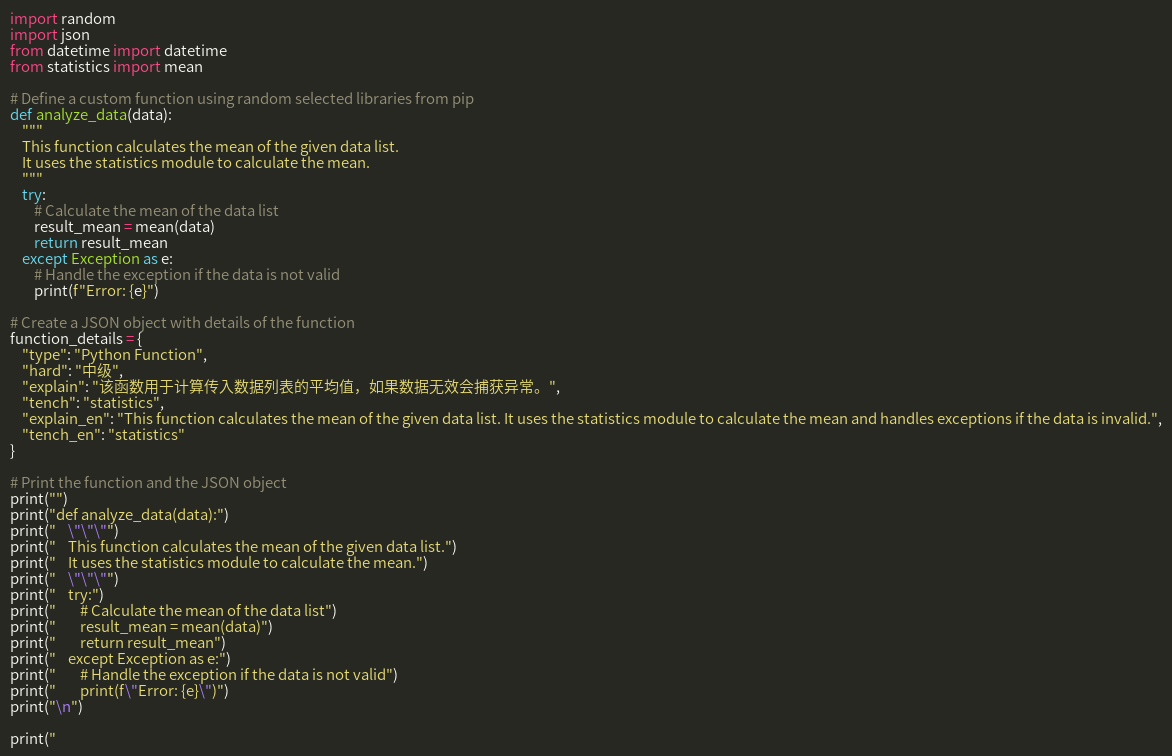 import random
import json
from datetime import datetime
from statistics import mean

# Define a custom function using random selected libraries from pip
def analyze_data(data):
    """
    This function calculates the mean of the given data list.
    It uses the statistics module to calculate the mean.
    """
    try:
        # Calculate the mean of the data list
        result_mean = mean(data)
        return result_mean
    except Exception as e:
        # Handle the exception if the data is not valid
        print(f"Error: {e}")

# Create a JSON object with details of the function
function_details = {
    "type": "Python Function",
    "hard": "中级",
    "explain": "该函数用于计算传入数据列表的平均值，如果数据无效会捕获异常。",
    "tench": "statistics",
    "explain_en": "This function calculates the mean of the given data list. It uses the statistics module to calculate the mean and handles exceptions if the data is invalid.",
    "tench_en": "statistics"
}

# Print the function and the JSON object
print("")
print("def analyze_data(data):")
print("    \"\"\"")
print("    This function calculates the mean of the given data list.")
print("    It uses the statistics module to calculate the mean.")
print("    \"\"\"")
print("    try:")
print("        # Calculate the mean of the data list")
print("        result_mean = mean(data)")
print("        return result_mean")
print("    except Exception as e:")
print("        # Handle the exception if the data is not valid")
print("        print(f\"Error: {e}\")")
print("\n")

print("